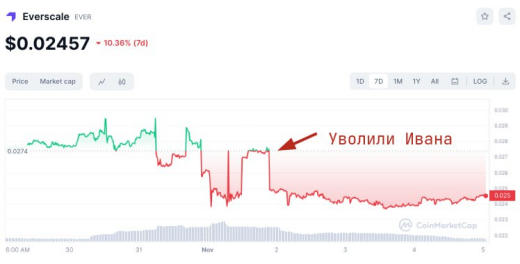 Everscale EVER
$0.02457 10.36% (7d)
Price Market cap 1D 7D 1M 1Y All LOG
0.030
0.029
0.028
Уволили Ивана
0.0274
0.027
0.026
0.025
0.024
0.023
CoinMarketCap
0.022
6:00 AM 30 31 Nov 2 3 4 5